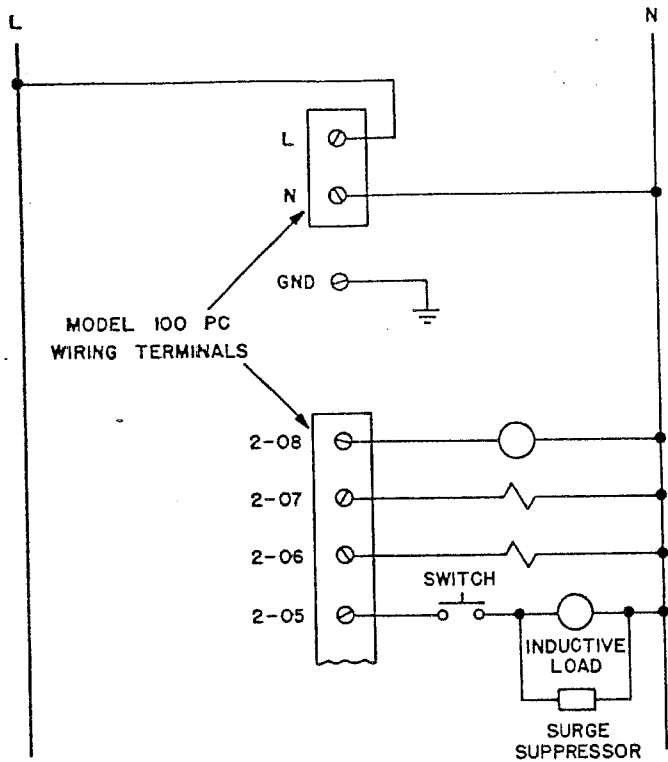 L
N
L
N
GND
MODEL 100 PC
WIRING TERMINALS
2-08
2-07
2-06
SWITCH
2-05
INDUCTIVE
LOAD
SURGE
SUPPRESSOR